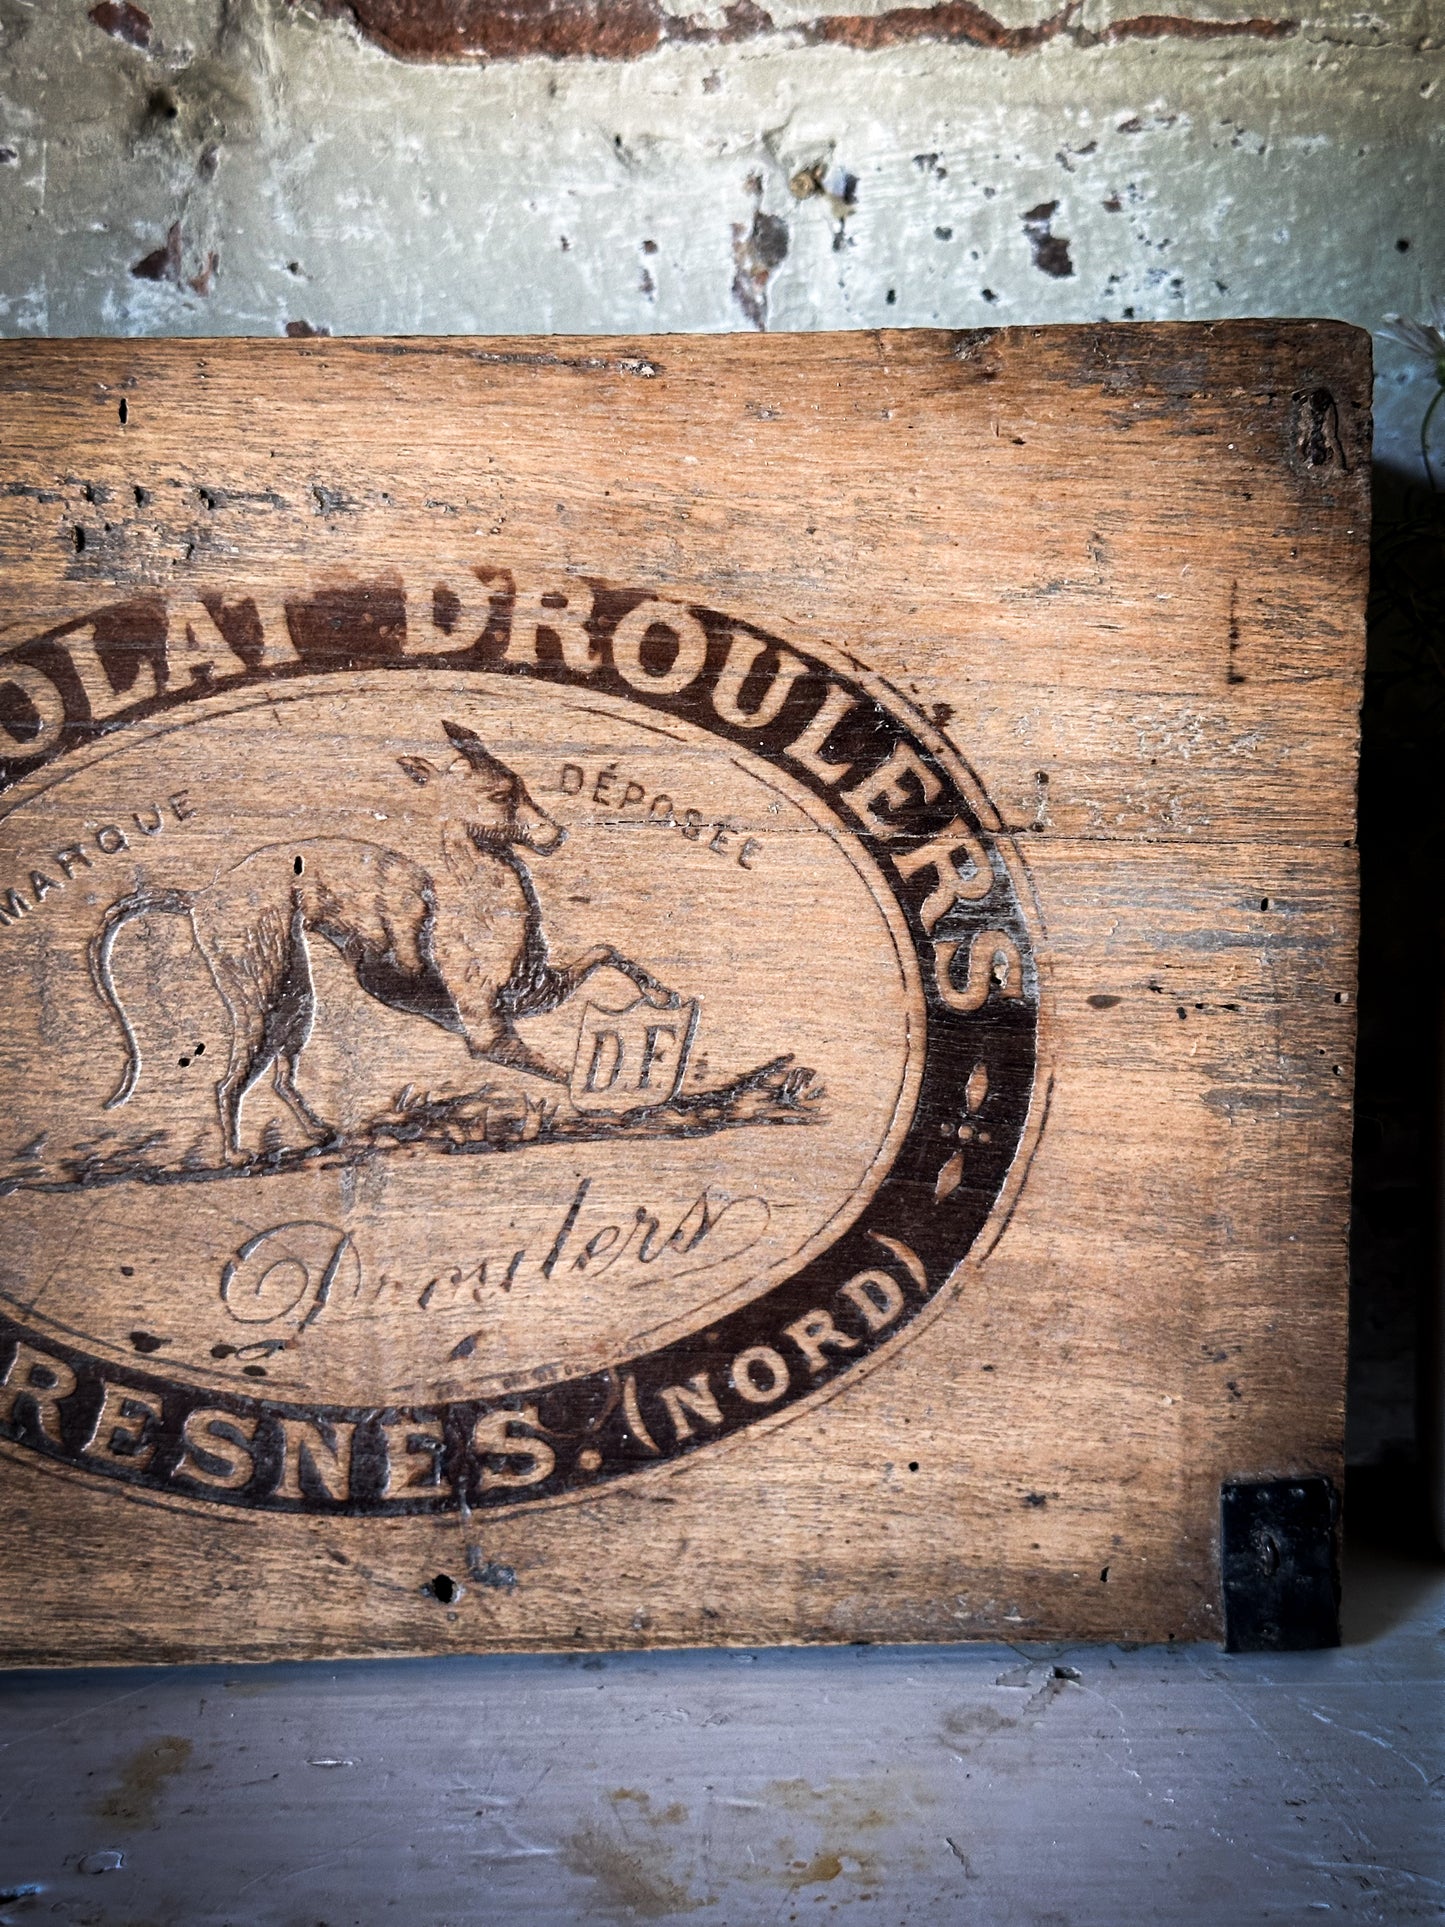 OLAT DROULERS
MARQUE DÉPOSÉE
D.F.
Droulers
RESNES. (NORD)